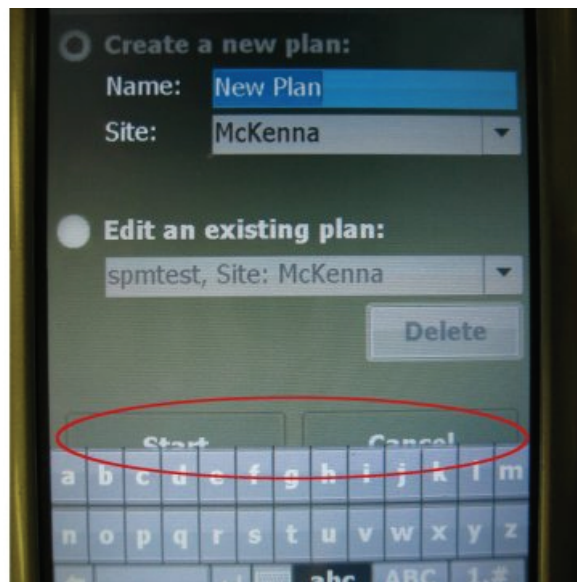 Create a new plan:
Name: New Plan
Site: McKenna
Edit an existing plan:
spmtest, Site: McKenna
Delete
Start Cancel
a b c d e f g h i j k l m
n o p q r s t u v w x y z
abc ABC 1_#